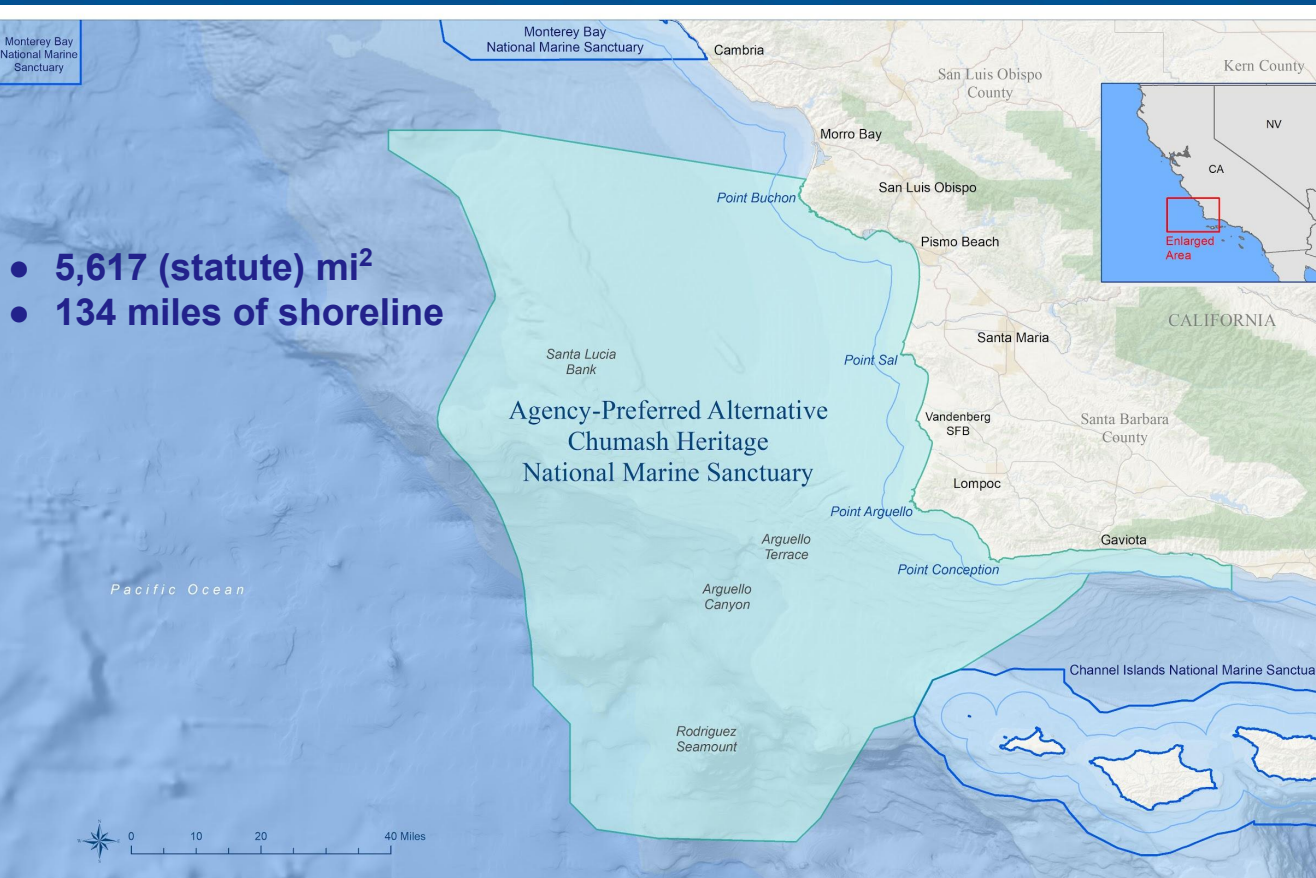 Monterey Bay
National Marine
Sanctuary
Monterey Bay
National Marine Sanctuary
Cambria
San Luis Obispo
County
Kern County
NV
CA
Enlarged
Area
Morro Bay
San Luis Obispo
Point Buchon
Pismo Beach
● 5,617 (statute) mi²
● 134 miles of shoreline
CALIFORNIA
Santa Maria
Santa Lucia
Bank
Point Sal
Agency-Preferred Alternative
Chumash Heritage
National Marine Sanctuary
Vandenberg
SFB
Santa Barbara
County
Lompoc
Point Arguello
Arguello
Terrace
Gaviota
Point Conception
Pacific Ocean
Arguello
Canyon
Channel Islands National Marine Sanctua
Rodriguez
Seamount
0 10 20 40 Miles